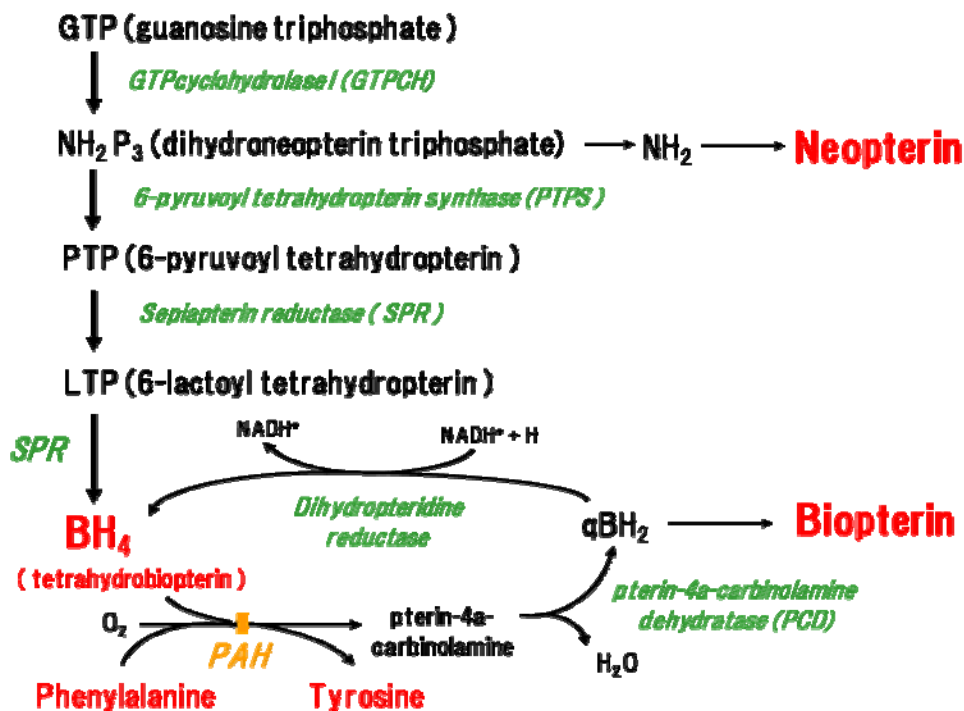 GTP (guanosine triphosphate)
GTPcyclohydrolase I (GTPCH)
NH₂ P₃ (dihydroneopterin triphosphate)
NH₂
Neopterin
6-pyruvoyl tetrahydropterin synthase (PTPS)
PTP (6-pyruvoyl tetrahydropterin)
Sepiapterin reductase ( SPR)
LTP (6-lactoyl tetrahydropterin)
SPR
NADH⁺
NADH⁺ + H
Dihydropteridine
reductase
BH₄
( tetrahydrobiopterin)
qBH₂
Biopterin
pterin-4a-carbinolamine
dehydratase (PCD)
O₂
PAH
pterin-4a-
carbinolamine
H₂O
Phenylalanine
Tyrosine